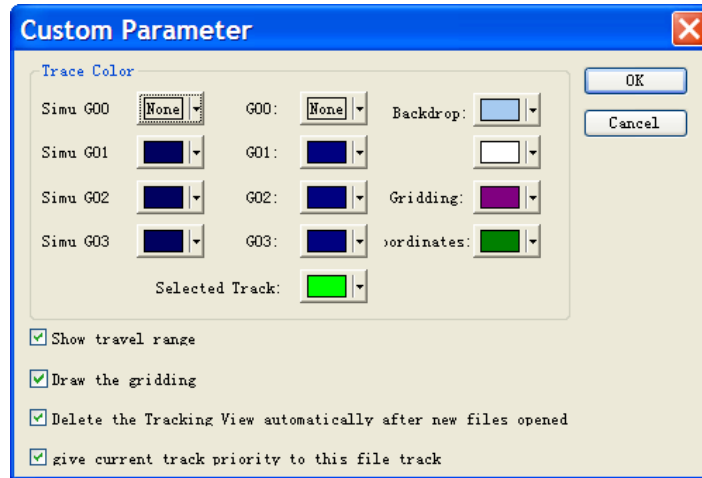 Custom Parameter
Trace Color
OK
Simu G00 None G00: None Backdrop:
Cancel
Simu G01 G01:
Simu G02 G02: Gridding:
Simu G03 G03: ordinates:
Selected Track:
Show travel range
Draw the gridding
Delete the Tracking View automatically after new files opened
give current track priority to this file track